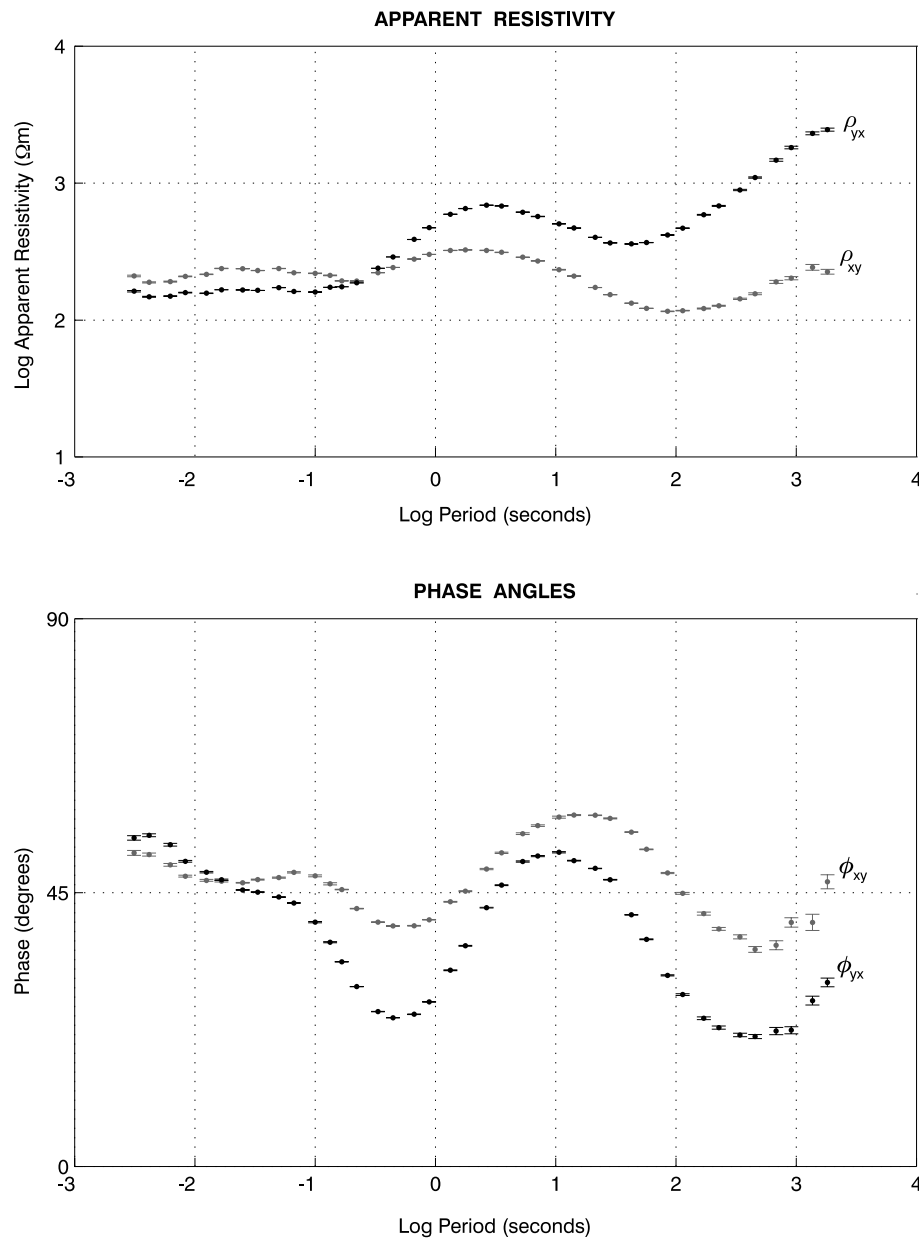 APPARENT RESISTIVITY
4
3
2
1
Log Apparent Resistivity (Ωm)
ρyx
ρxy
-3 -2 -1 0 1 2 3 4
Log Period (seconds)
PHASE ANGLES
90
45
0
Phase (degrees)
ϕxy
ϕyx
-3 -2 -1 0 1 2 3 4
Log Period (seconds)